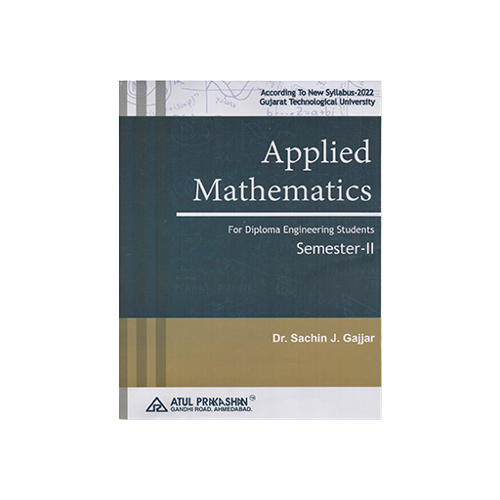 According To New Syllabus-2022
Gujarat Technological University
Applied
Mathematics
For Diploma Engineering Students
Semester-II
Dr. Sachin J. Gajjar
ATUL PRAKASHAN
GANDHI ROAD, AHMEDABAD.